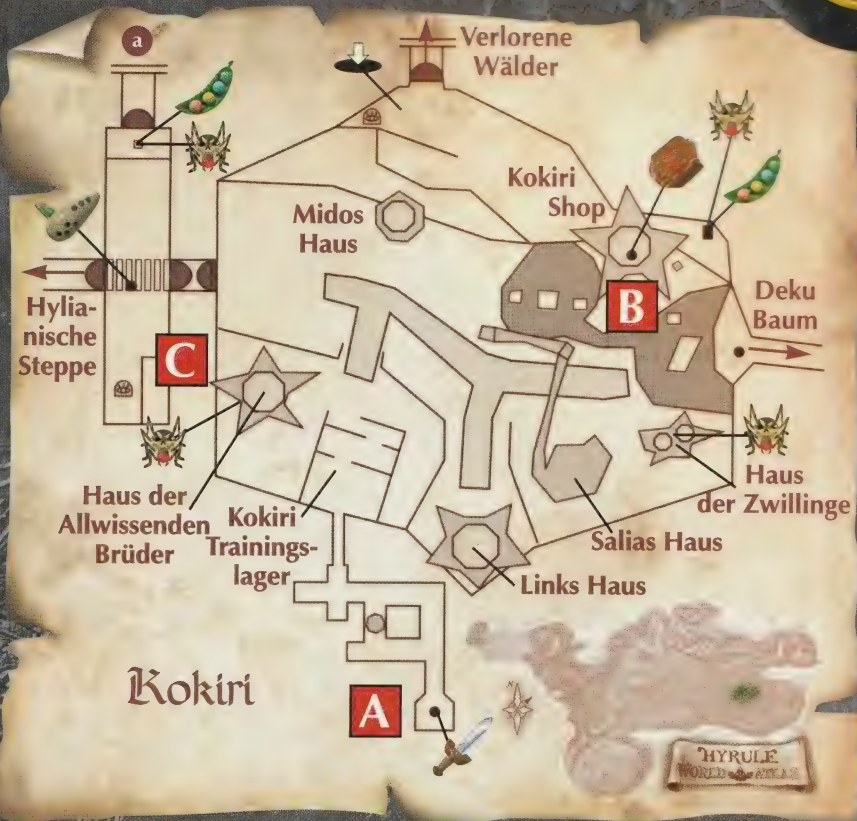 a
Verlorene
Wälder
Kokiri
Shop
Midos
Haus
Hylia-
nische
Steppe
Deku
Baum
B
C
Haus der
Allwissenden
Brüder
Kokiri
Trainings-
lager
Haus
der Zwillinge
Salias Haus
Links Haus
Kokiri
A
N
HYRULE
WORLD ATLAS